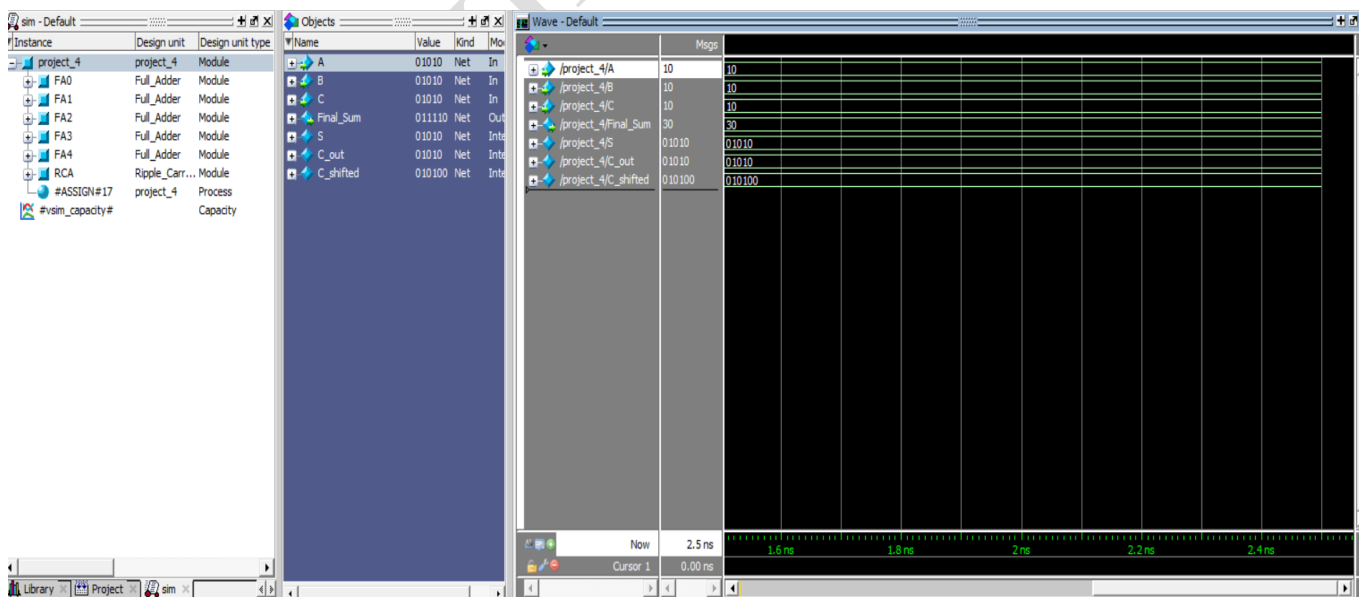 sim - Default
Instance Design unit Design unit type
project_4 project_4 Module
FA0 Full_Adder Module
FA1 Full_Adder Module
FA2 Full_Adder Module
FA3 Full_Adder Module
FA4 Full_Adder Module
RCA Ripple_Carr... Module
#ASSIGN#17 project_4 Process
#vsim_capacity# Capacity
Library Project sim
Objects
Name Value Kind Mo
A 01010 Net In
B 01010 Net In
C 01010 Net In
Final_Sum 011110 Net Out
S 01010 Net Inte
C_out 01010 Net Inte
C_shifted 010100 Net Inte
Wave - Default
Msgs
/project_4/A 10 10
/project_4/B 10 10
/project_4/C 10 10
/project_4/Final_Sum 30 30
/project_4/S 01010 01010
/project_4/C_out 01010 01010
/project_4/C_shifted 010100 010100
Now 2.5 ns
1.6 ns 1.8 ns 2 ns 2.2 ns 2.4 ns
Cursor 1 0.00 ns